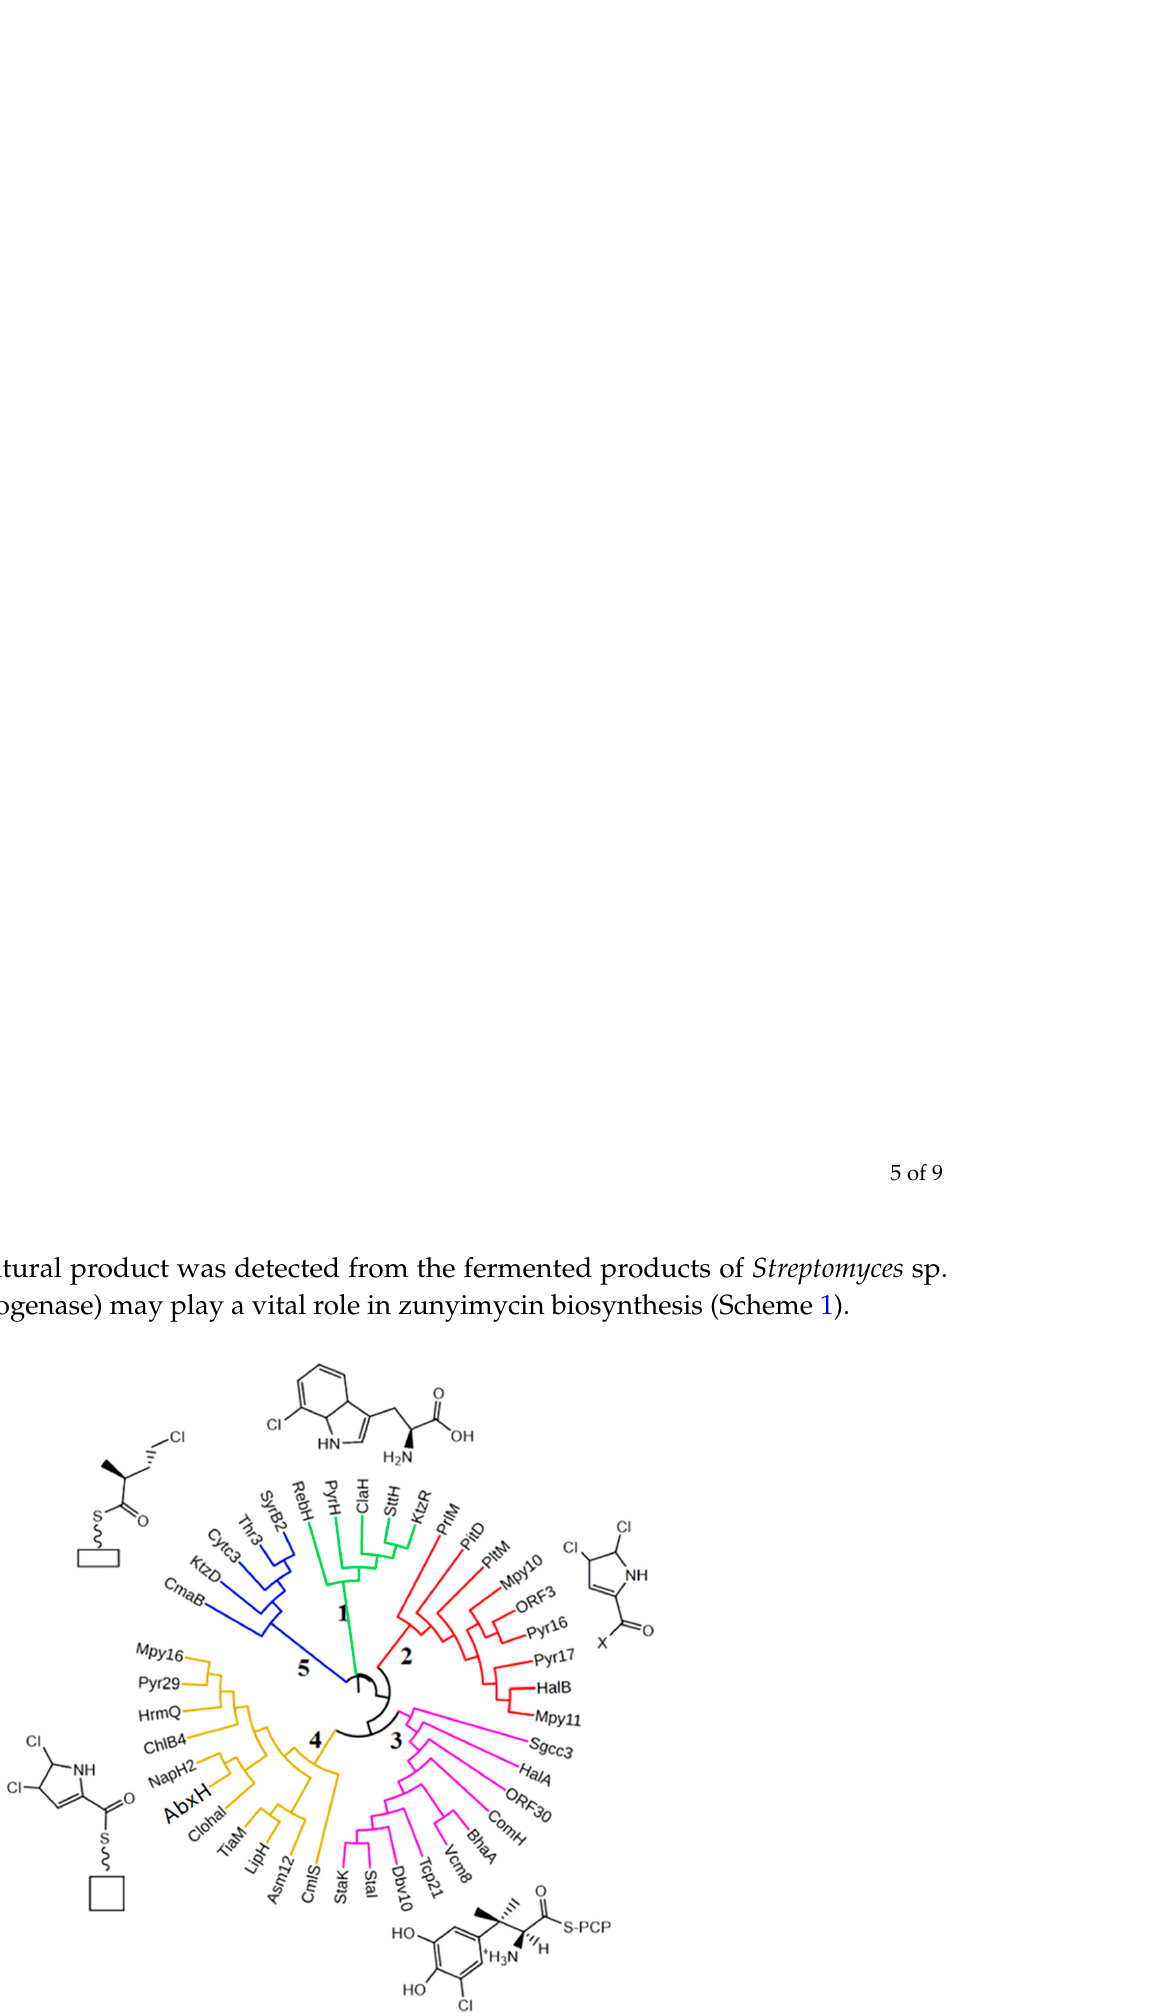 5 of 9
tural product was detected from the fermented products of Streptomyces sp.
ogenase) may play a vital role in zunyimycin biosynthesis (Scheme 1).
Cl
HN
H2N
O
OH
Cl
S
O
RebH
PyrH
ClaH
SttH
KtzR
SyrB2
Thr3
Cytc3
KtzD
CmaB
PrlM
PitD
PltM
Mpy10
ORF3
Pyr16
Pyr17
HalB
Mpy11
Cl
Cl
NH
O
X
1
2
5
4
3
Mpy16
Pyr29
HrmQ
ChlB4
NapH2
AbxH
Clohal
TiaM
LipH
Asm12
CmlS
StaK
Stal
Dbv10
Tcp21
Vcm8
BhaA
ComH
ORF30
HalA
Sgcc3
Cl
Cl
NH
O
S
HO
HO
Cl
+H3N
H
O
S-PCP